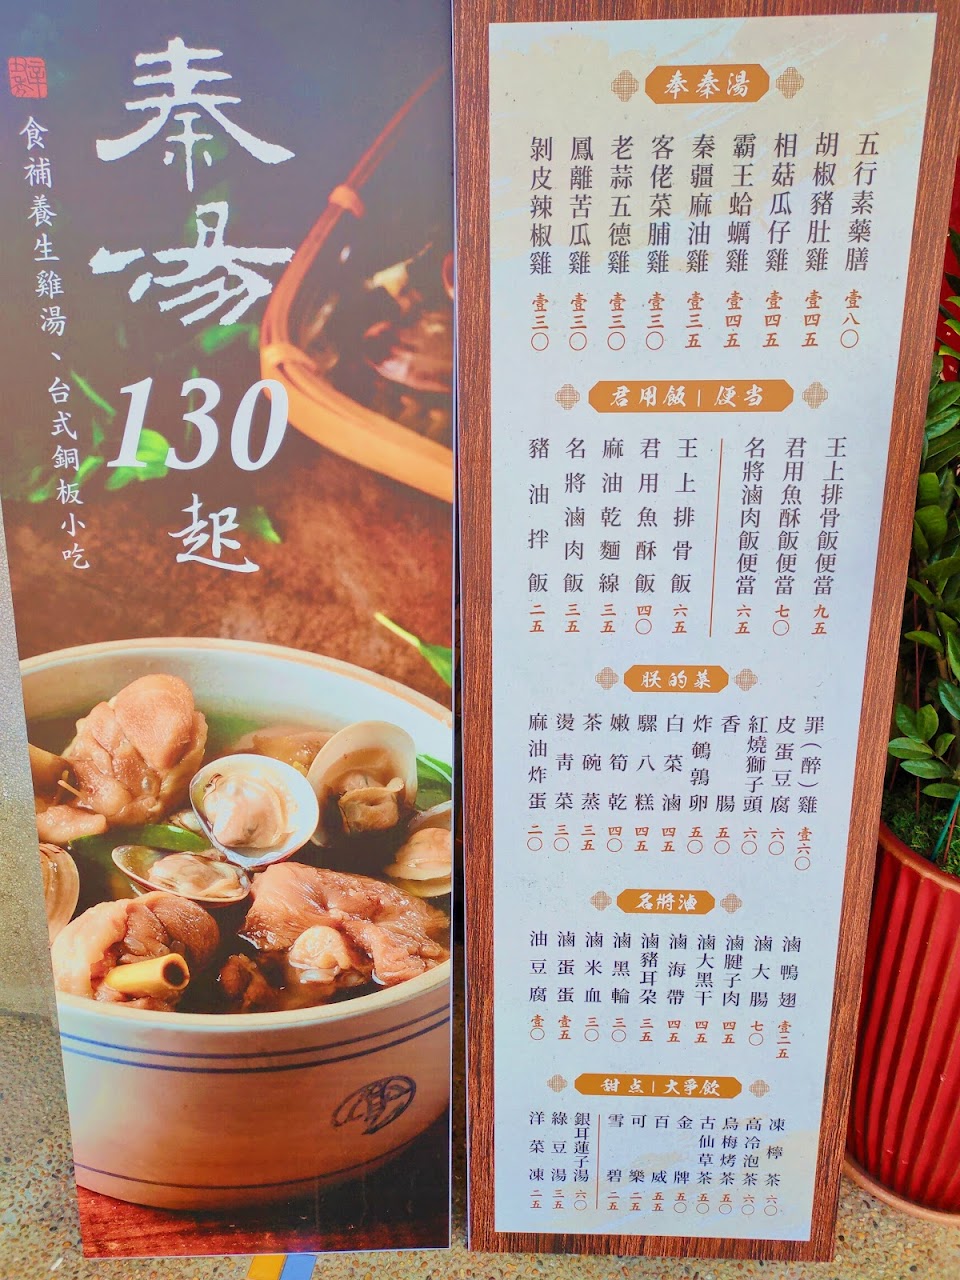 秦湯
130
起
食補養生雞湯、台式銅板小吃
奉秦湯
五行素藥膳 壹八〇
胡椒豬肚雞 壹四五
相菇瓜仔雞 壹四五
霸王蛤蠣雞 壹四五
秦疆麻油雞 壹三五
客佬菜脯雞 壹三〇
老蒜五德雞 壹三〇
鳳離苦瓜雞 壹三〇
剝皮辣椒雞 壹三〇
君用飯|便当
王上排骨飯便當 九五
君用魚酥飯便當 七〇
名將滷肉飯便當 六五
王上排骨飯 六五
君用魚酥飯 四〇
麻油乾麵線 三五
名將滷肉飯 三五
豬油拌飯 二五
朕的菜
罪(醉)雞 壹六〇
皮蛋豆腐 六〇
紅燒獅子頭 六〇
香腸 五〇
炸鵪鶉卵 五〇
白菜滷 四五
騾八糕 四五
嫩筍乾 四〇
茶碗蒸 三五
燙青菜 三〇
麻油炸蛋 二〇
名將滷
滷鴨翅 壹二五
滷大腸 七〇
滷腱子肉 四五
滷大黑干 四五
滷海帶 四五
滷豬耳朵 三五
滷黑輪 三〇
滷米血 三〇
滷蛋蛋 壹五
油豆腐 壹〇
甜点|大爭飲
凍檸茶 六〇
高冷泡茶 六〇
烏梅烤茶 五〇
古仙草茶 五〇
金牌 五〇
百威 五五
可樂 二五
雪碧 二五
銀耳蓮子湯 六〇
綠豆湯 三五
洋菜凍 二五